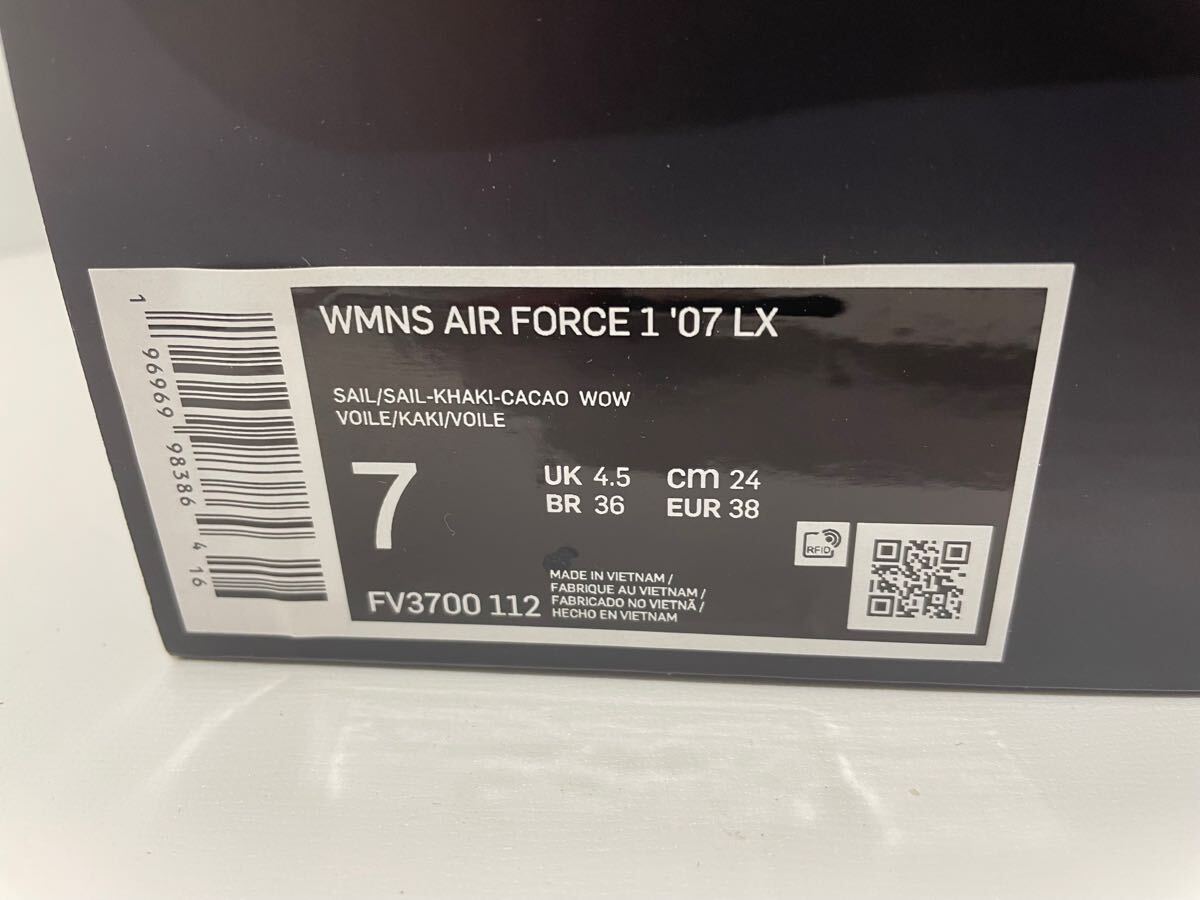 WMNS AIR FORCE 1 '07 LX
SAIL/SAIL-KHAKI-CACAO WOW
VOILE/KAKI/VOILE
7
UK 4.5 cm 24
BR 36 EUR 38
RFID
FV3700 112
MADE IN VIETNAM /
FABRIQUE AU VIETNAM /
FABRICADO NO VIETNÃ /
HECHO EN VIETNAM
1 96969 98386 4 16